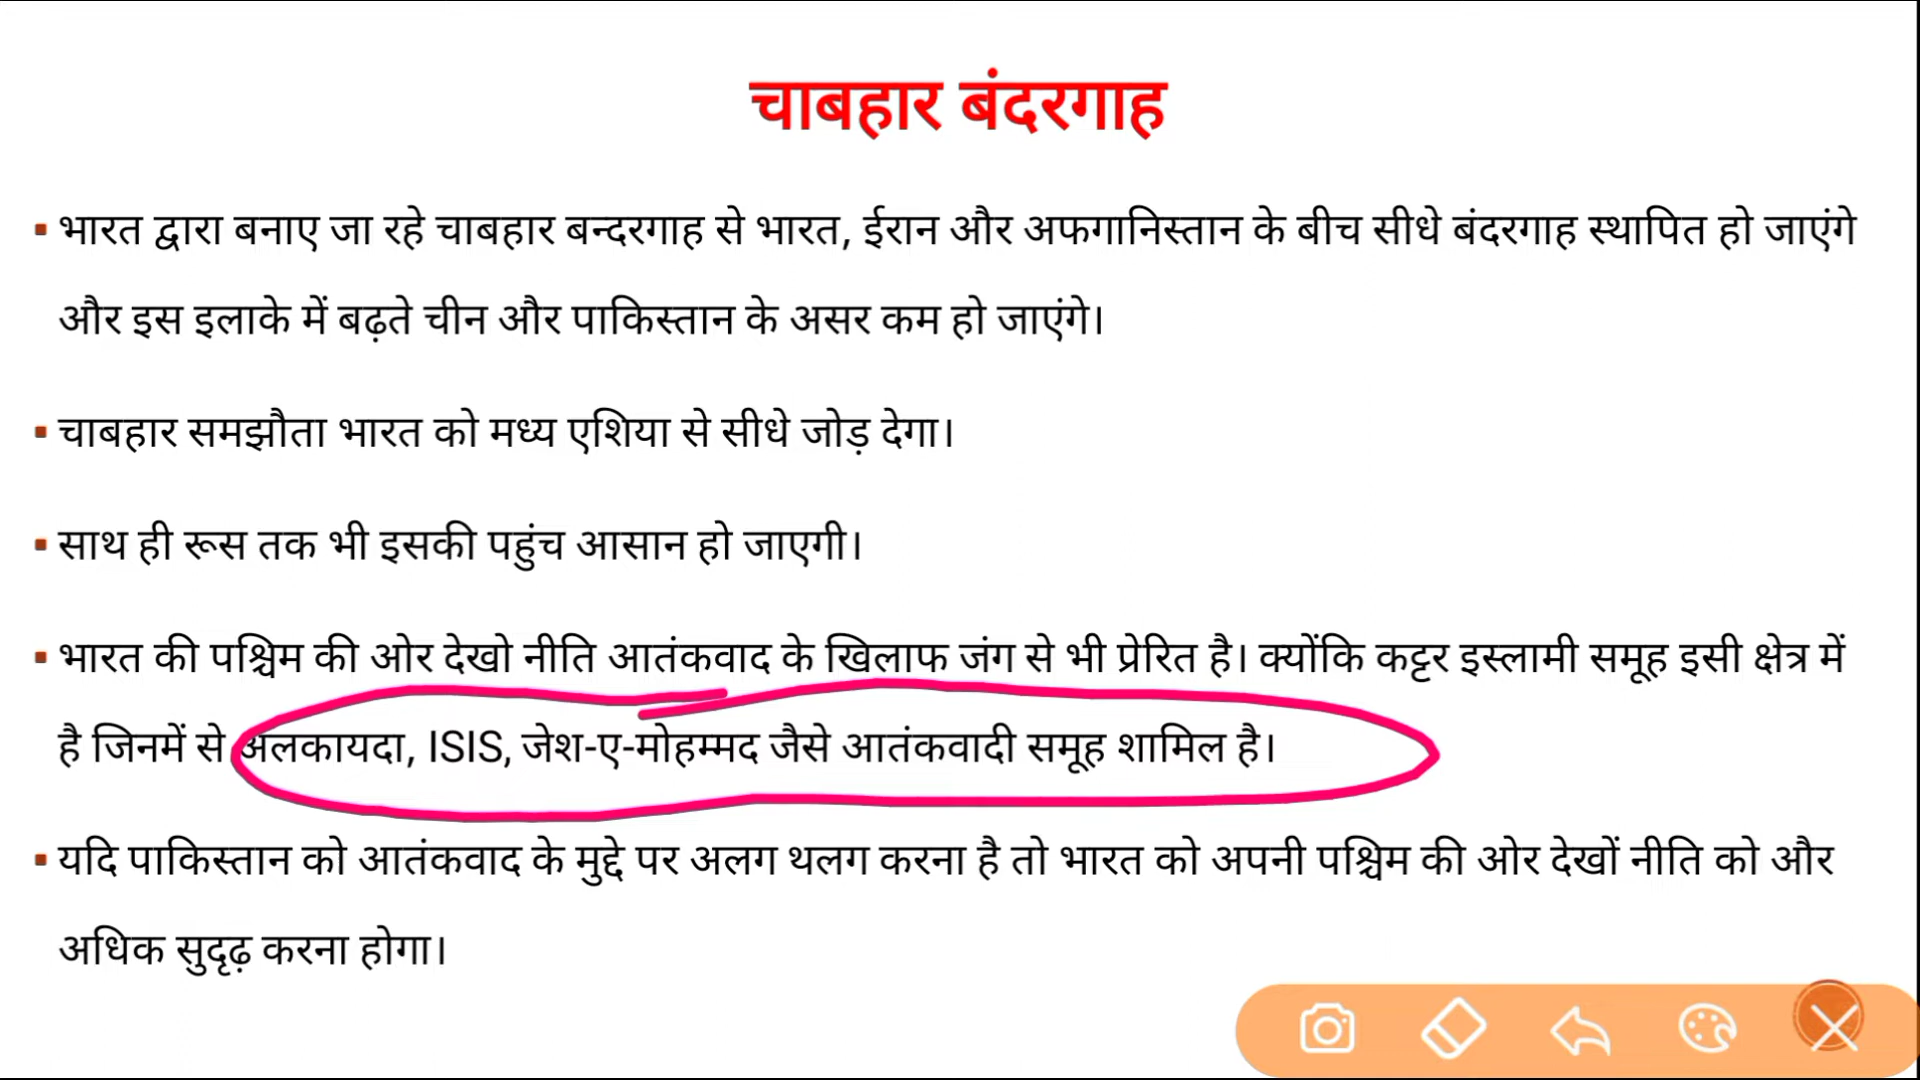 चाबहार बंदरगाह
▪ भारत द्वारा बनाए जा रहे चाबहार बन्दरगाह से भारत, ईरान और अफगानिस्तान के बीच सीधे बंदरगाह स्थापित हो जाएंगे
और इस इलाके में बढ़ते चीन और पाकिस्तान के असर कम हो जाएंगे।
▪ चाबहार समझौता भारत को मध्य एशिया से सीधे जोड़ देगा।
▪ साथ ही रूस तक भी इसकी पहुंच आसान हो जाएगी।
▪ भारत की पश्चिम की ओर देखो नीति आतंकवाद के खिलाफ जंग से भी प्रेरित है। क्योंकि कट्टर इस्लामी समूह इसी क्षेत्र में
है जिनमें से अलकायदा, ISIS, जेश-ए-मोहम्मद जैसे आतंकवादी समूह शामिल है।
▪ यदि पाकिस्तान को आतंकवाद के मुद्दे पर अलग थलग करना है तो भारत को अपनी पश्चिम की ओर देखों नीति को और
अधिक सुदृढ़ करना होगा।